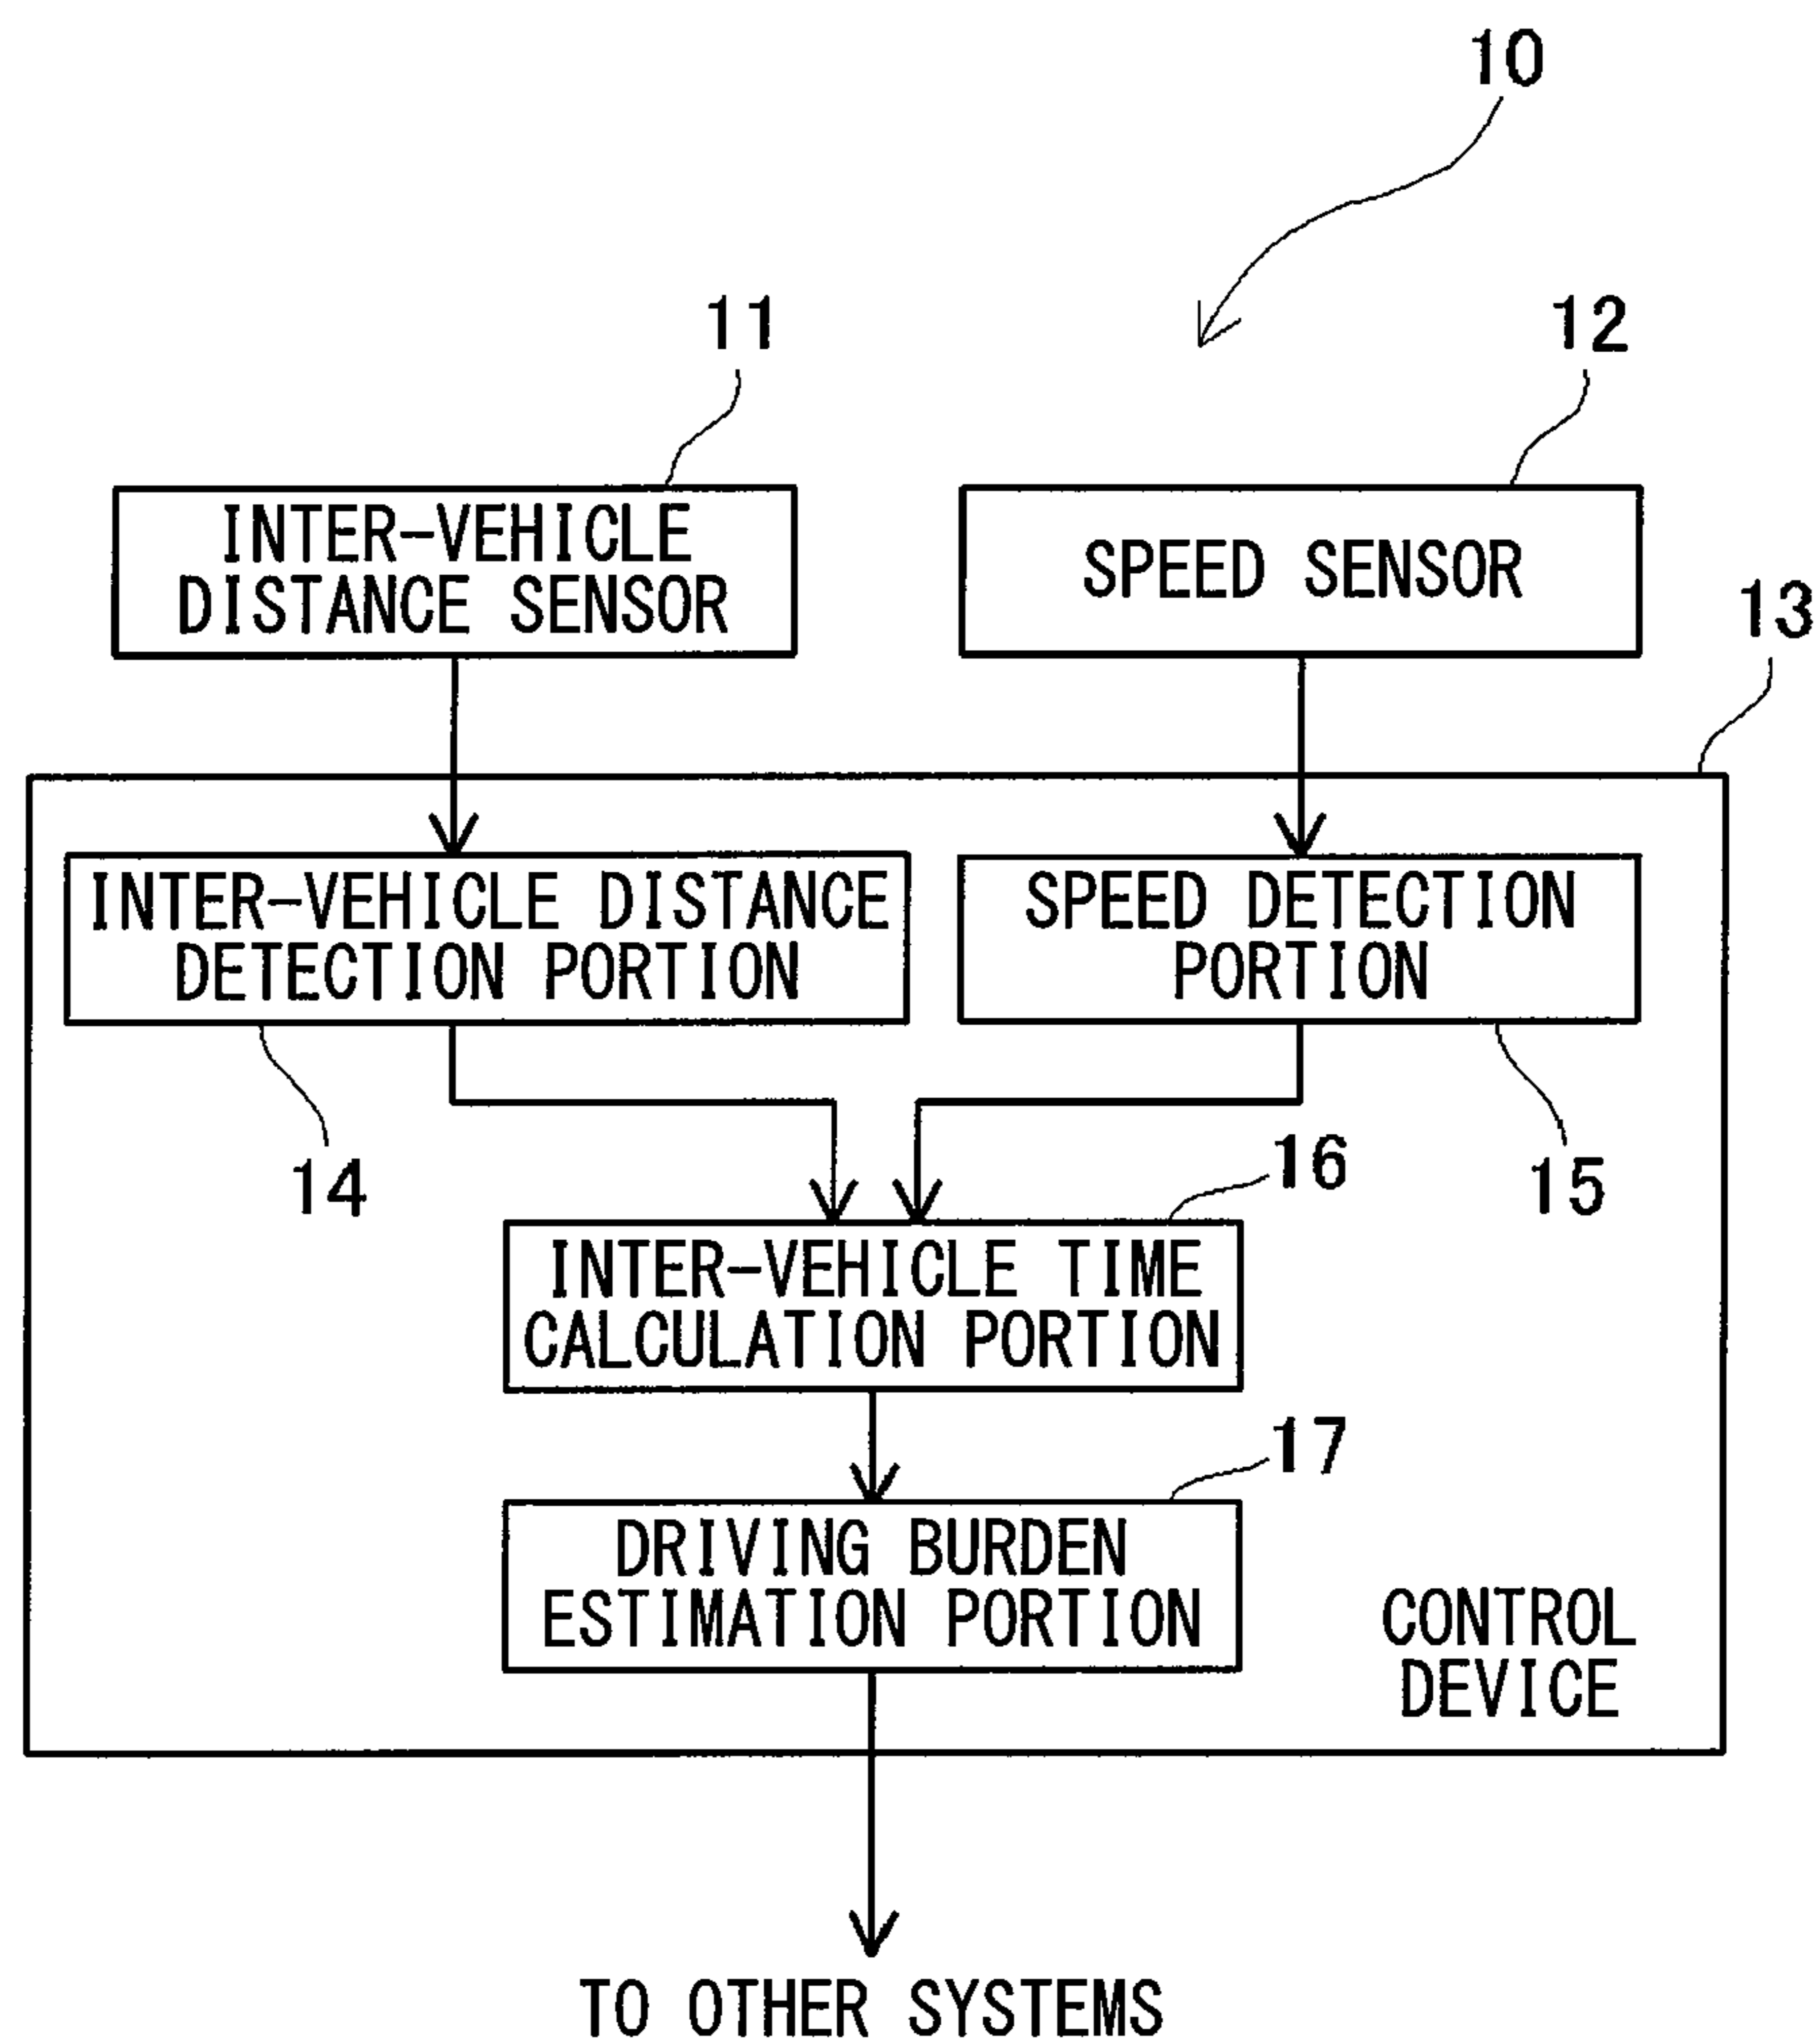 10
11
12
INTER-VEHICLE
DISTANCE SENSOR
SPEED SENSOR
13
INTER-VEHICLE DISTANCE
DETECTION PORTION
SPEED DETECTION
PORTION
14
15
16
INTER-VEHICLE TIME
CALCULATION PORTION
17
DRIVING BURDEN
ESTIMATION PORTION
CONTROL
DEVICE
TO OTHER SYSTEMS